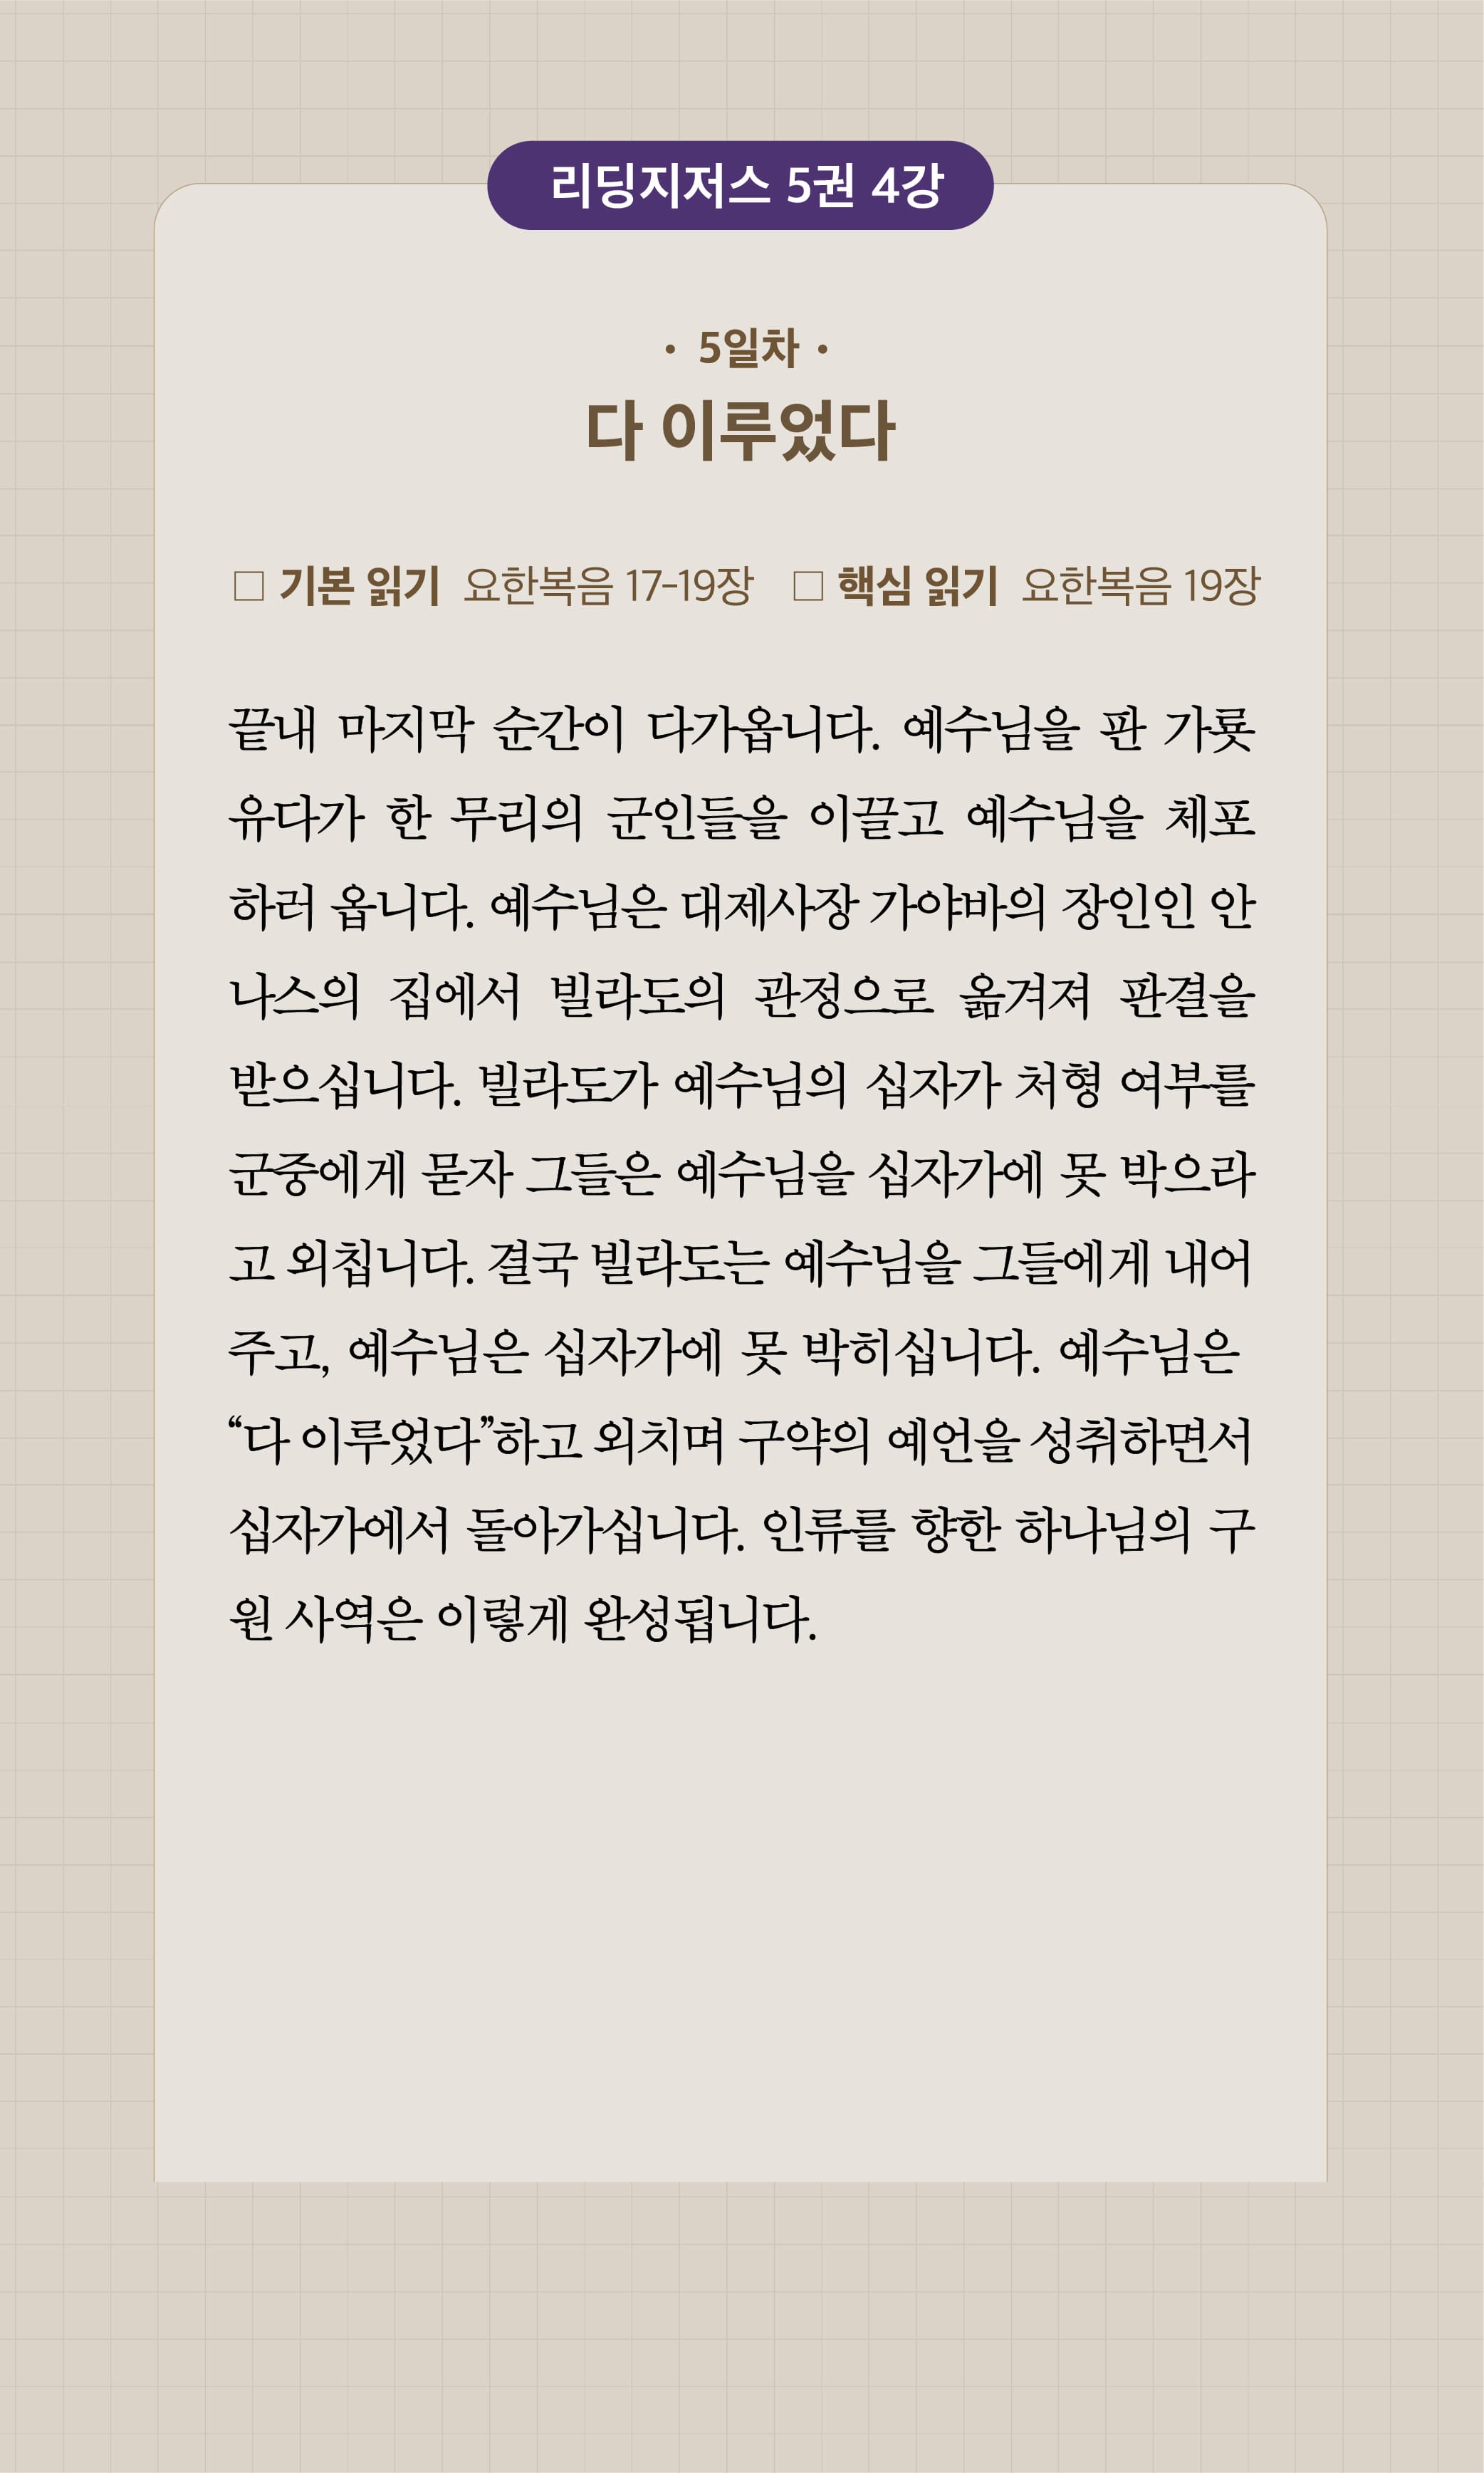 리딩지저스 5권 4강
· 5일차 ·
다 이루었다
□ 기본 읽기 요한복음 17-19장 □ 핵심 읽기 요한복음 19장
끝내 마지막 순간이 다가옵니다. 예수님을 판 가룟
유다가 한 무리의 군인들을 이끌고 예수님을 체포
하러 옵니다. 예수님은 대제사장 가야바의 장인인 안
나스의 집에서 빌라도의 관정으로 옮겨져 판결을
받으십니다. 빌라도가 예수님의 십자가 처형 여부를
군중에게 묻자 그들은 예수님을 십자가에 못 박으라
고 외칩니다. 결국 빌라도는 예수님을 그들에게 내어
주고, 예수님은 십자가에 못 박히십니다. 예수님은
“다 이루었다”하고 외치며 구약의 예언을 성취하면서
십자가에서 돌아가십니다. 인류를 향한 하나님의 구
원 사역은 이렇게 완성됩니다.